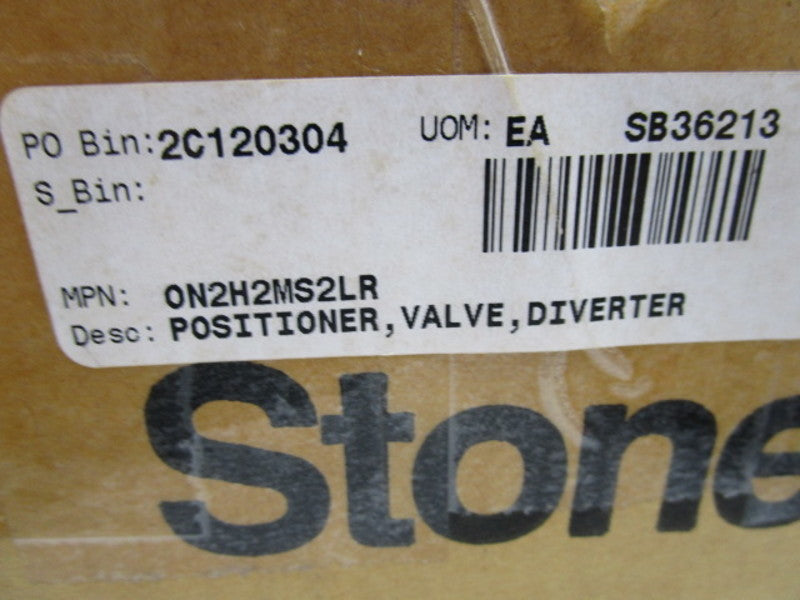 PO Bin:2C120304 UOM: EA SB36213
S_Bin:
MPN: ON2H2MS2LR
Desc: POSITIONER,VALVE,DIVERTER
Stone